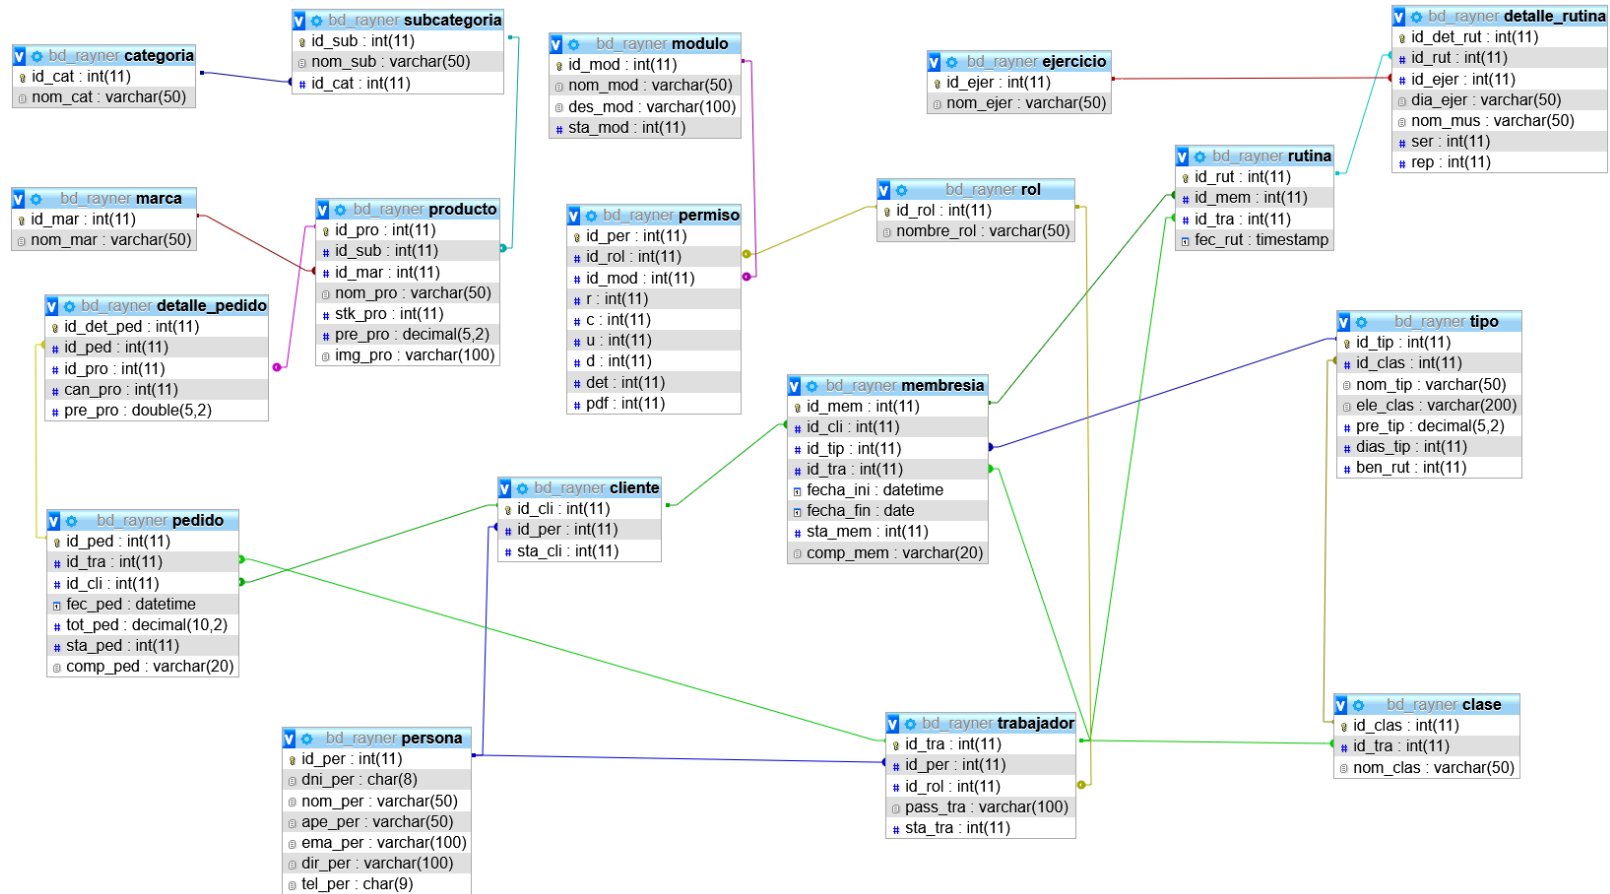 bd_rayner categoria
id_cat : int(11)
nom_cat : varchar(50)
bd_rayner subcategoria
id_sub : int(11)
nom_sub : varchar(50)
id_cat : int(11)
bd_rayner modulo
id_mod : int(11)
nom_mod : varchar(50)
des_mod : varchar(100)
sta_mod : int(11)
bd_rayner ejercicio
id_ejer : int(11)
nom_ejer : varchar(50)
bd_rayner detalle_rutina
id_det_rut : int(11)
id_rut : int(11)
id_ejer : int(11)
dia_ejer : varchar(50)
nom_mus : varchar(50)
ser : int(11)
rep : int(11)
bd_rayner marca
id_mar : int(11)
nom_mar : varchar(50)
bd_rayner producto
id_pro : int(11)
id_sub : int(11)
id_mar : int(11)
nom_pro : varchar(50)
stk_pro : int(11)
pre_pro : decimal(5,2)
img_pro : varchar(100)
bd_rayner permiso
id_per : int(11)
id_rol : int(11)
id_mod : int(11)
r : int(11)
c : int(11)
u : int(11)
d : int(11)
det : int(11)
pdf : int(11)
bd_rayner rol
id_rol : int(11)
nombre_rol : varchar(50)
bd_rayner rutina
id_rut : int(11)
id_mem : int(11)
id_tra : int(11)
fec_rut : timestamp
bd_rayner detalle_pedido
id_det_ped : int(11)
id_ped : int(11)
id_pro : int(11)
can_pro : int(11)
pre_pro : double(5,2)
bd_rayner membresia
id_mem : int(11)
id_cli : int(11)
id_tip : int(11)
id_tra : int(11)
fecha_ini : datetime
fecha_fin : date
sta_mem : int(11)
comp_mem : varchar(20)
bd_rayner tipo
id_tip : int(11)
id_clas : int(11)
nom_tip : varchar(50)
ele_clas : varchar(200)
pre_tip : decimal(5,2)
dias_tip : int(11)
ben_rut : int(11)
bd_rayner pedido
id_ped : int(11)
id_tra : int(11)
id_cli : int(11)
fec_ped : datetime
tot_ped : decimal(10,2)
sta_ped : int(11)
comp_ped : varchar(20)
bd_rayner cliente
id_cli : int(11)
id_per : int(11)
sta_cli : int(11)
bd_rayner persona
id_per : int(11)
dni_per : char(8)
nom_per : varchar(50)
ape_per : varchar(50)
ema_per : varchar(100)
dir_per : varchar(100)
tel_per : char(9)
bd_rayner trabajador
id_tra : int(11)
id_per : int(11)
id_rol : int(11)
pass_tra : varchar(100)
sta_tra : int(11)
bd_rayner clase
id_clas : int(11)
id_tra : int(11)
nom_clas : varchar(50)